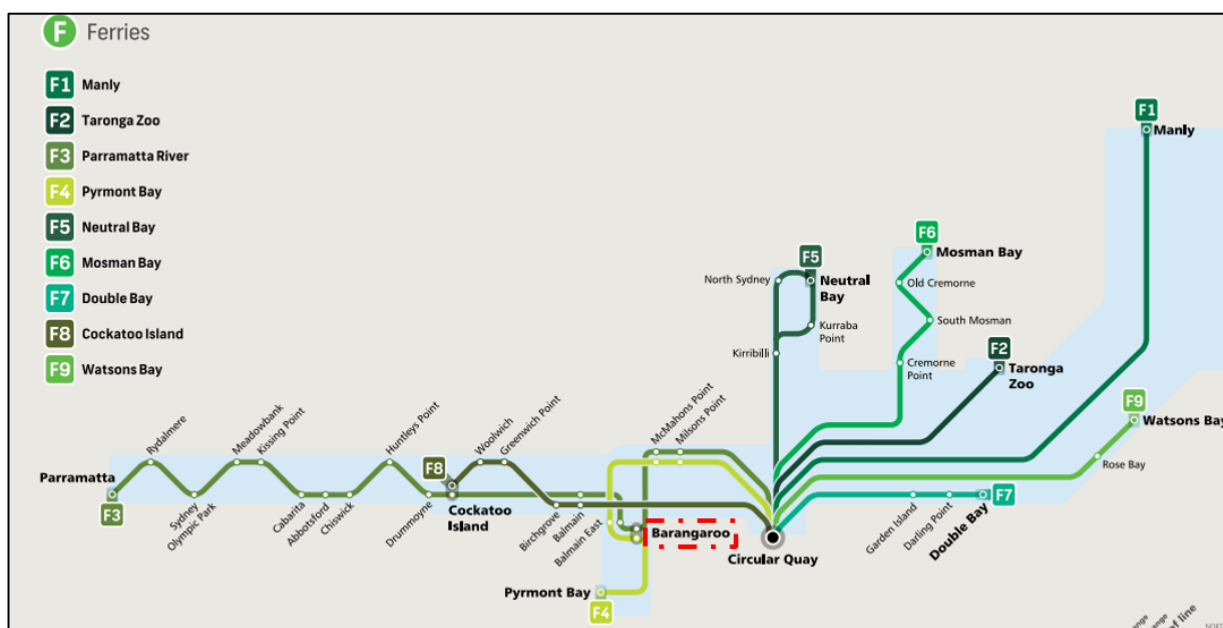 F Ferries
F1 Manly
F2 Taronga Zoo
F3 Parramatta River
F4 Pyrmont Bay
F5 Neutral Bay
F6 Mosman Bay
F7 Double Bay
F8 Cockatoo Island
F9 Watsons Bay
F1
Manly
F6
Mosman Bay
F5
North Sydney
Neutral
Bay
Old Cremorne
South Mosman
Kurraba
Point
Kirribilli
Cremorne
Point
F2
Taronga
Zoo
F9
Watsons Bay
Rose Bay
McMahons Point
Milsons Point
Parramatta
F3
Rydalmere
Sydney
Olympic Park
Meadowbank
Kissing Point
Cabarita
Abbotsford
Chiswick
Huntleys Point
Drummoyne
F8
Cockatoo
Island
Woolwich
Greenwich Point
Birchgrove
Balmain
Balmain East
Barangaroo
Circular Quay
Garden Island
Darling Point
Double Bay
F7
Pyrmont Bay
F4
of line